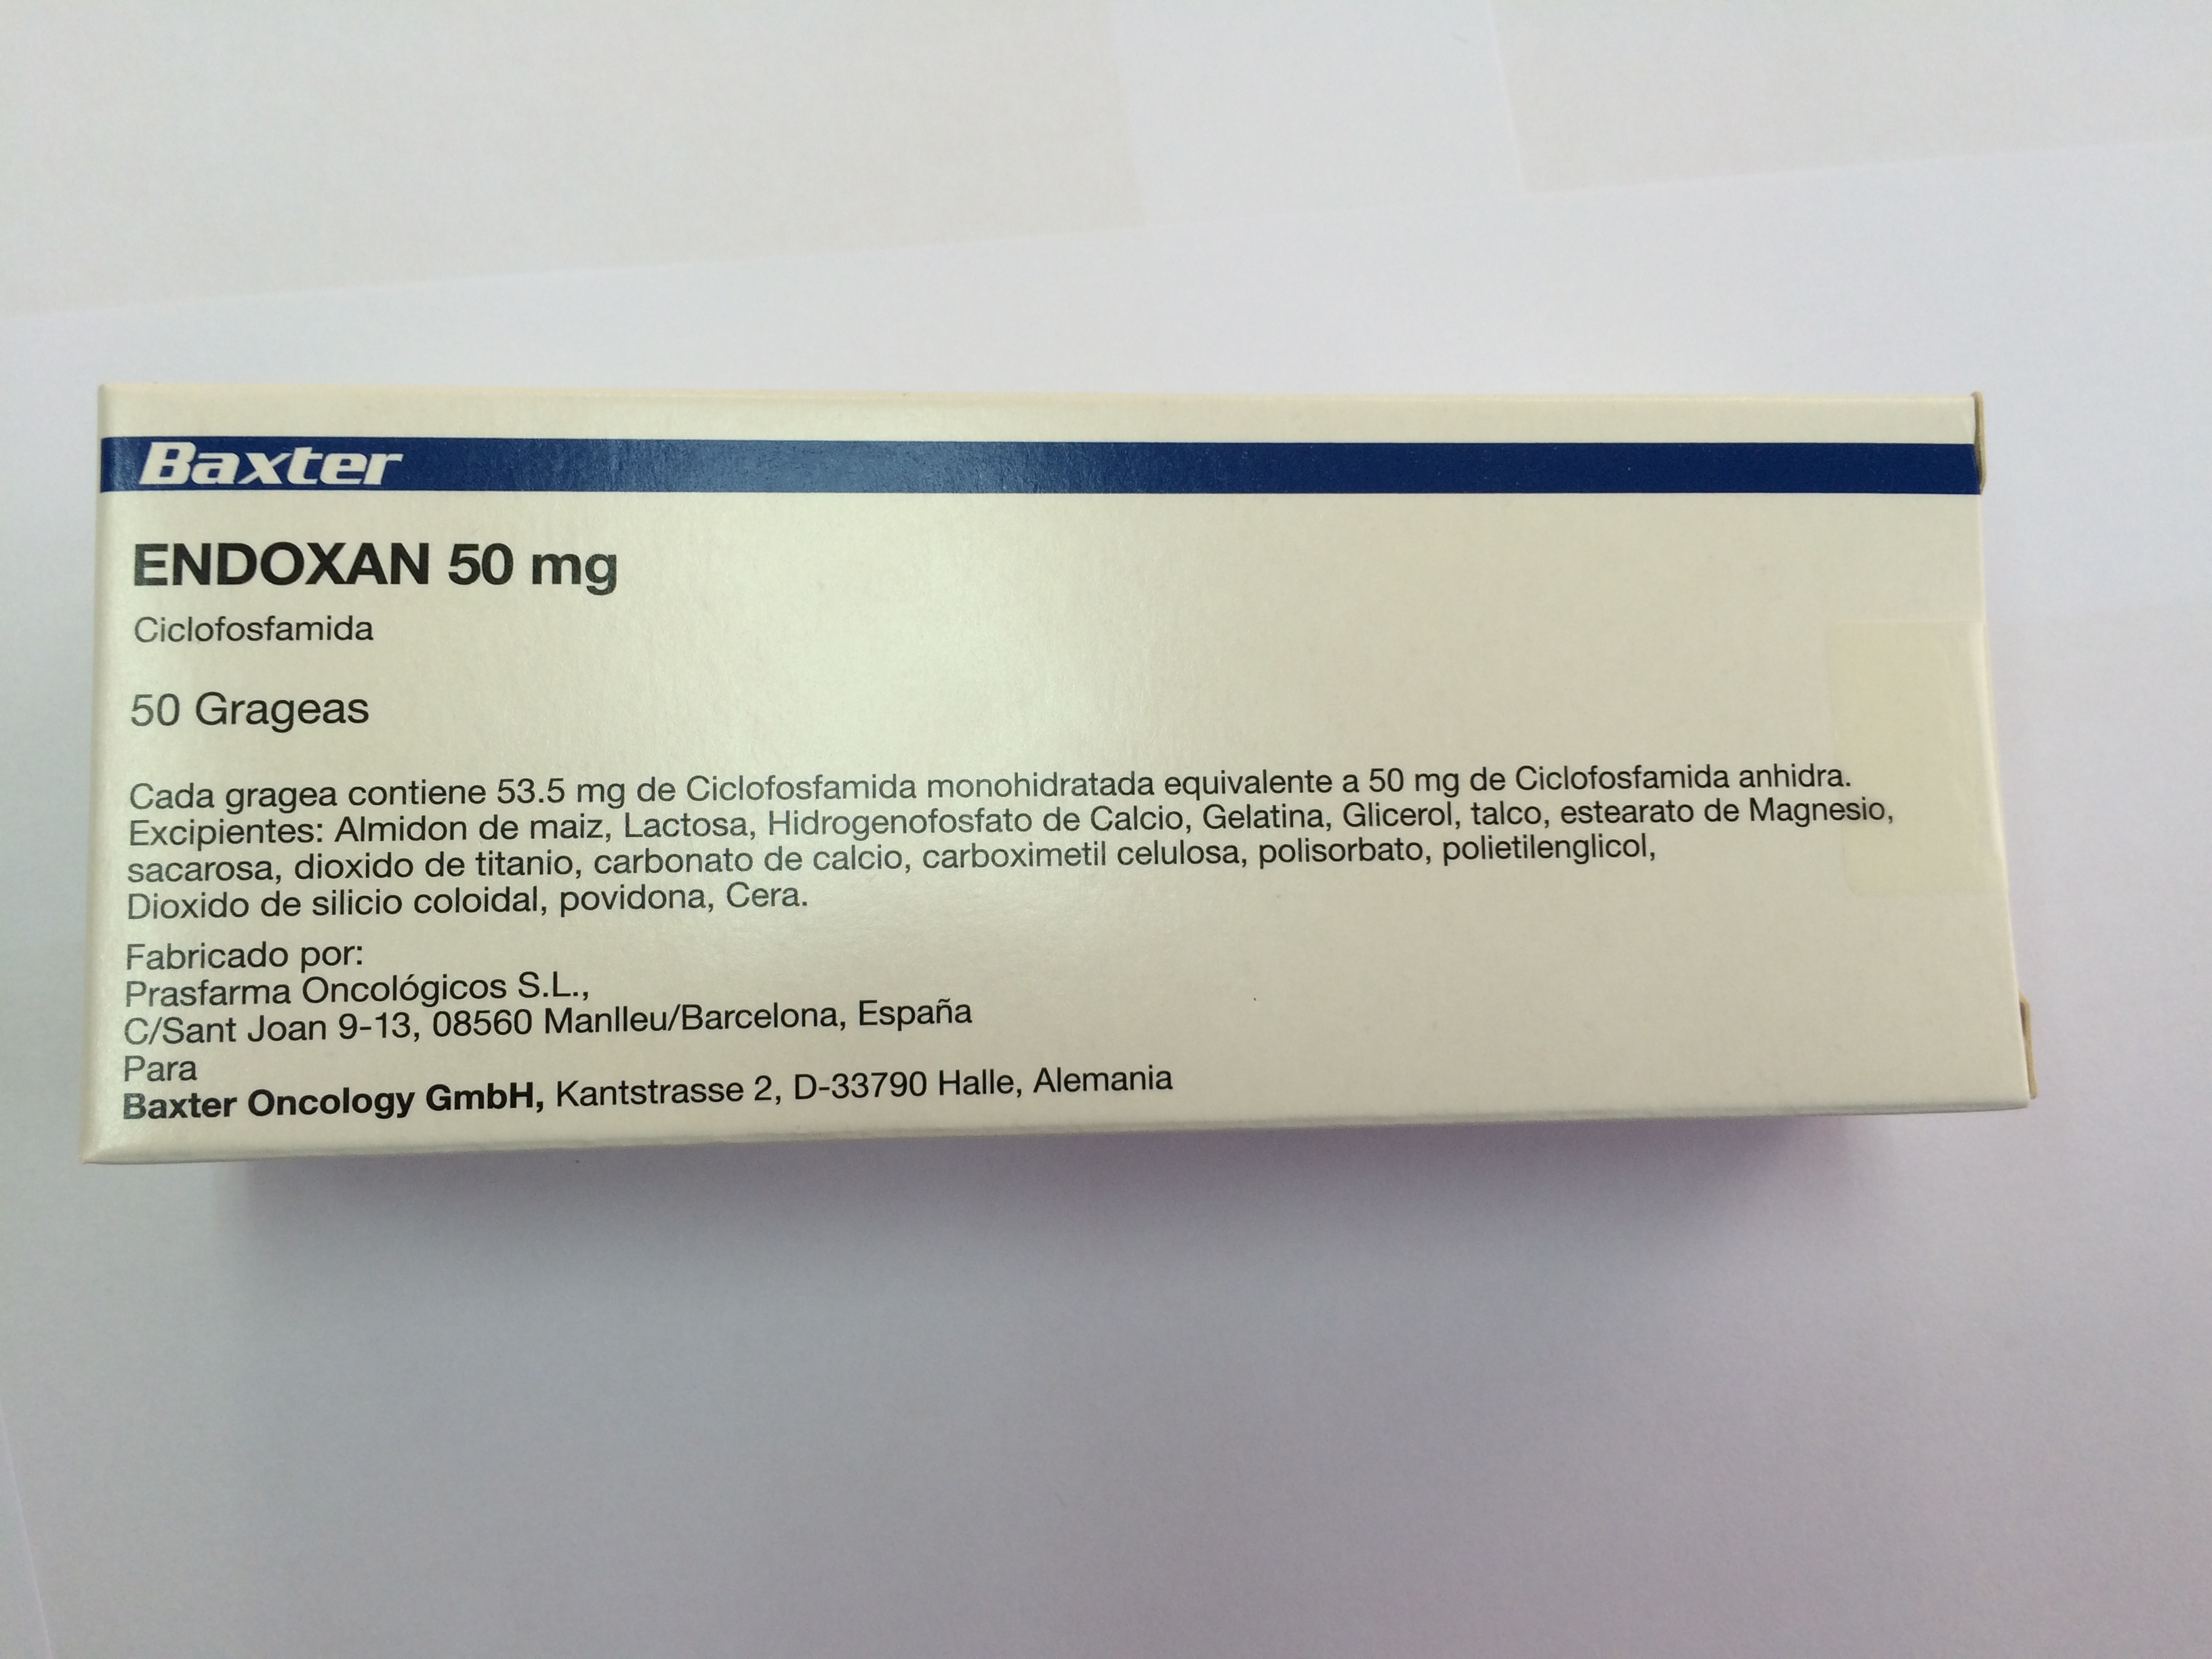 Baxter
ENDOXAN 50 mg
Ciclofosfamida
50 Grageas
Cada gragea contiene 53.5 mg de Ciclofosfamida monohidratada equivalente a 50 mg de Ciclofosfamida anhidra.
Excipientes: Almidon de maiz, Lactosa, Hidrogenofosfato de Calcio, Gelatina, Glicerol, talco, estearato de Magnesio,
sacarosa, dioxido de titanio, carbonato de calcio, carboximetil celulosa, polisorbato, polietilenglicol,
Dioxido de silicio coloidal, povidona, Cera.
Fabricado por:
Prasfarma Oncológicos S.L.,
C/Sant Joan 9-13, 08560 Manlleu/Barcelona, España
Para
Baxter Oncology GmbH, Kantstrasse 2, D-33790 Halle, Alemania